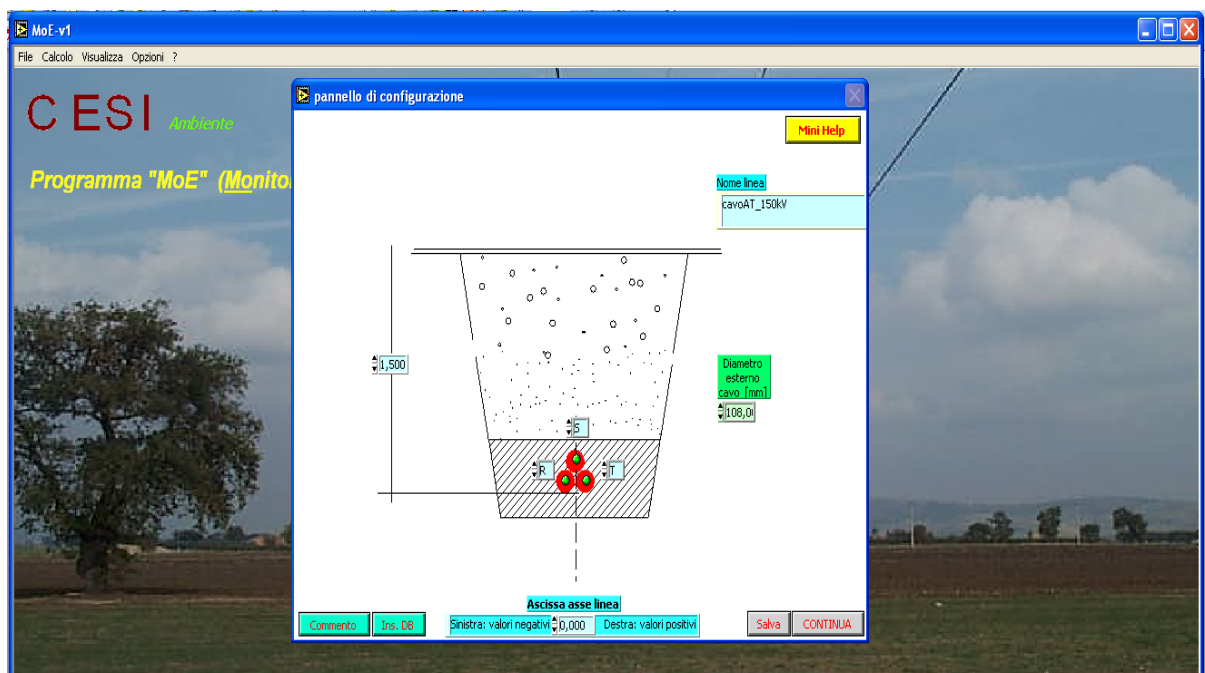 MoE-v1
File Calcolo Visualizza Opzioni ?
CESI Ambiente
Programma "MoE" (Monito
pannello di configurazione
Mini Help
Nome linea
cavoAT_150kV
1,500
Diametro
esterno
cavo [mm]
108,0
S
R
T
Ascissa asse linea
Commento
Ins. DB
Sinistra: valori negativi
0,000
Destra: valori positivi
Salva
CONTINUA